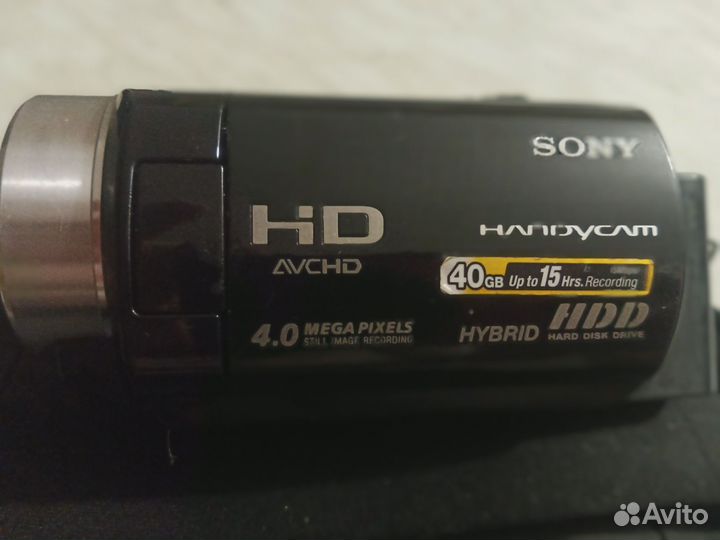 SONY
HD
AVCHD
HANDYCAM
40GB Up to 15 Hrs. Recording
4.0 MEGA PIXELS
STILL IMAGE RECORDING
HYBRID HDD
HARD DISK DRIVE
Avito